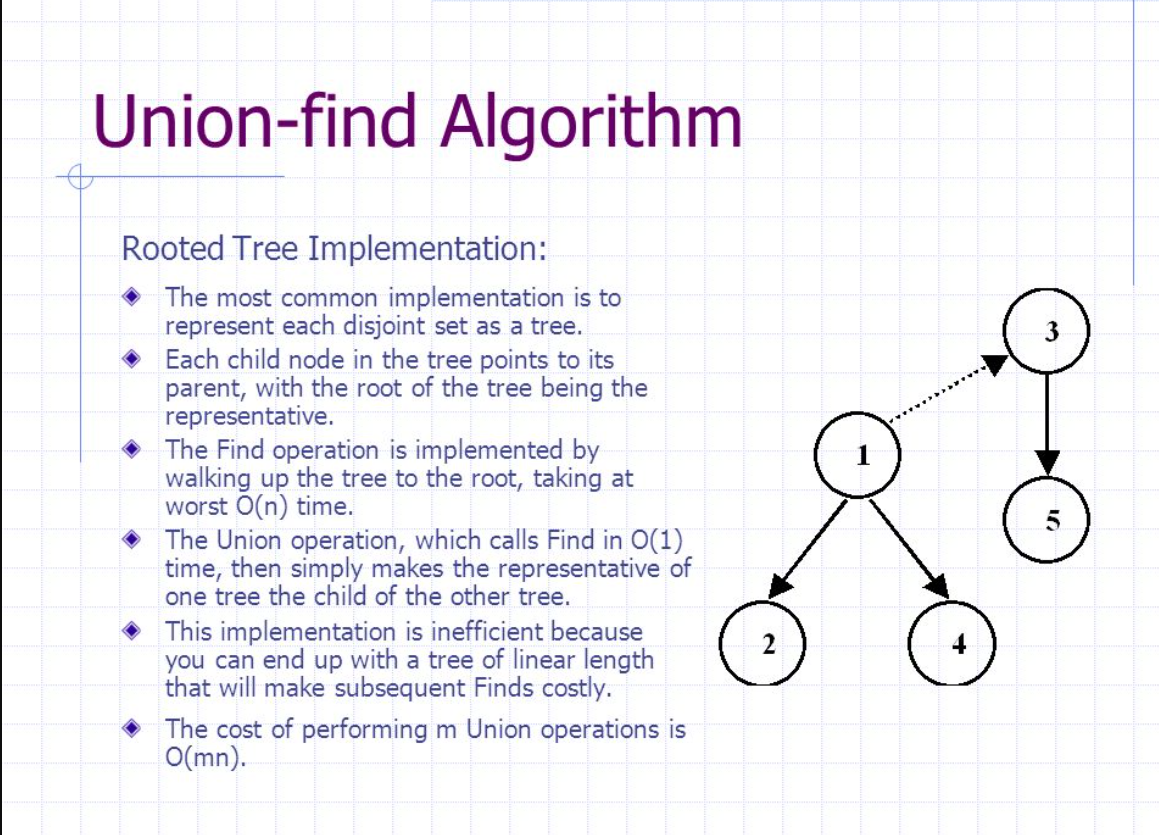 Union-find Algorithm
Rooted Tree Implementation:
The most common implementation is to
represent each disjoint set as a tree.
Each child node in the tree points to its
parent, with the root of the tree being the
representative.
The Find operation is implemented by
walking up the tree to the root, taking at
worst O(n) time.
The Union operation, which calls Find in O(1)
time, then simply makes the representative of
one tree the child of the other tree.
This implementation is inefficient because
you can end up with a tree of linear length
that will make subsequent Finds costly.
The cost of performing m Union operations is
O(mn).
3
1
5
2
4